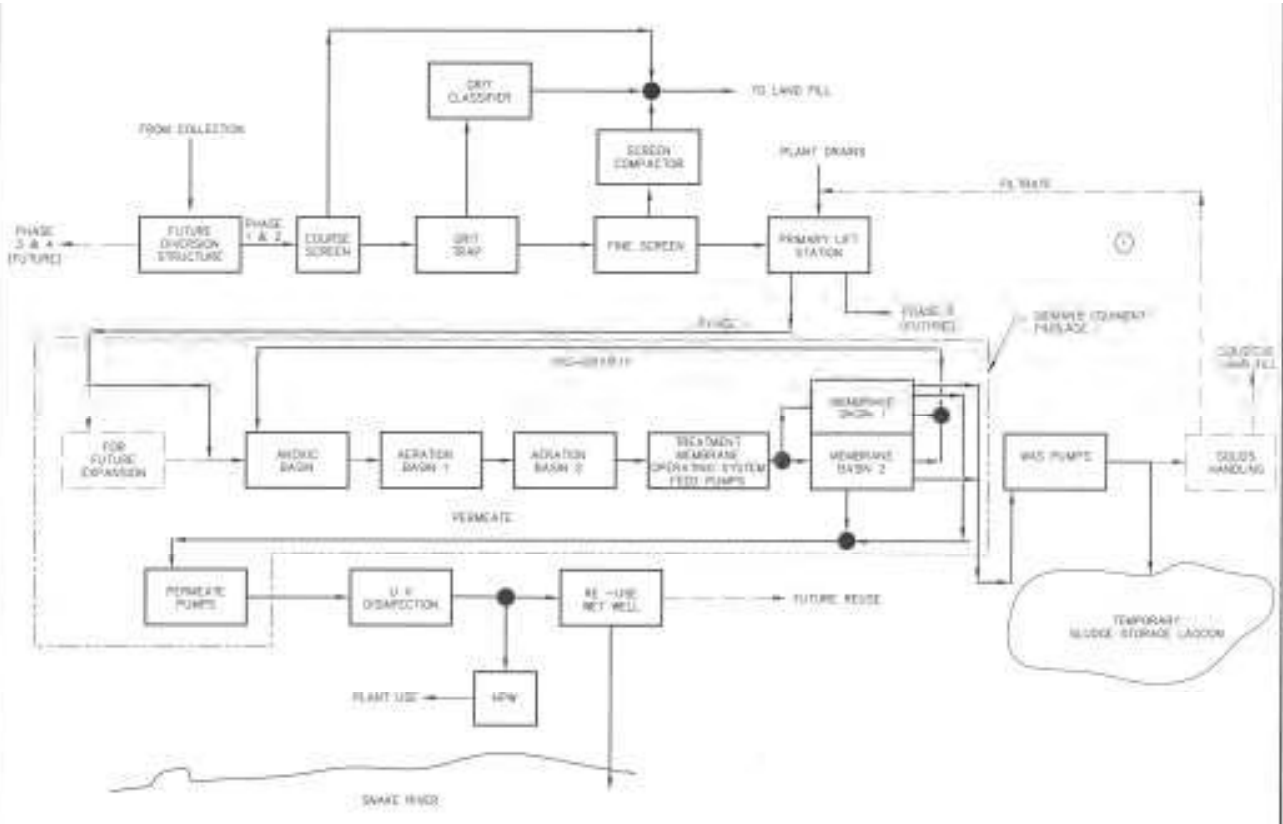 GRIT
CLASSIFIER
TO LAND FILL
FROM COLLECTION
SCREEN
COMPACTOR
PLANT DRAINS
FILTRATE
PHASE
3 & 4
(FUTURE)
FUTURE
DIVERSION
STRUCTURE
PHASE
1 & 2
COURSE
SCREEN
GRIT
TRAP
FINE SCREEN
PRIMARY LIFT
STATION
(FUTURE)
LAND FILL
FOR
FUTURE
EXPANSION
ANOXIC
BASIN
AERATION
BASIN 1
AERATION
BASIN 2
TREATMENT
MEMBRANE
OPERATING SYSTEM
FEED PUMPS
MEMBRANE
BASIN 1
MEMBRANE
BASIN 2
WAS PUMPS
SOLIDS
HANDLING
PERMEATE
PERMEATE
PUMPS
U.V.
DISINFECTION
RE-USE
WET WELL
FUTURE REUSE
TEMPORARY
SLUDGE STORAGE LAGOON
PLANT USE
NPW
SNAKE RIVER